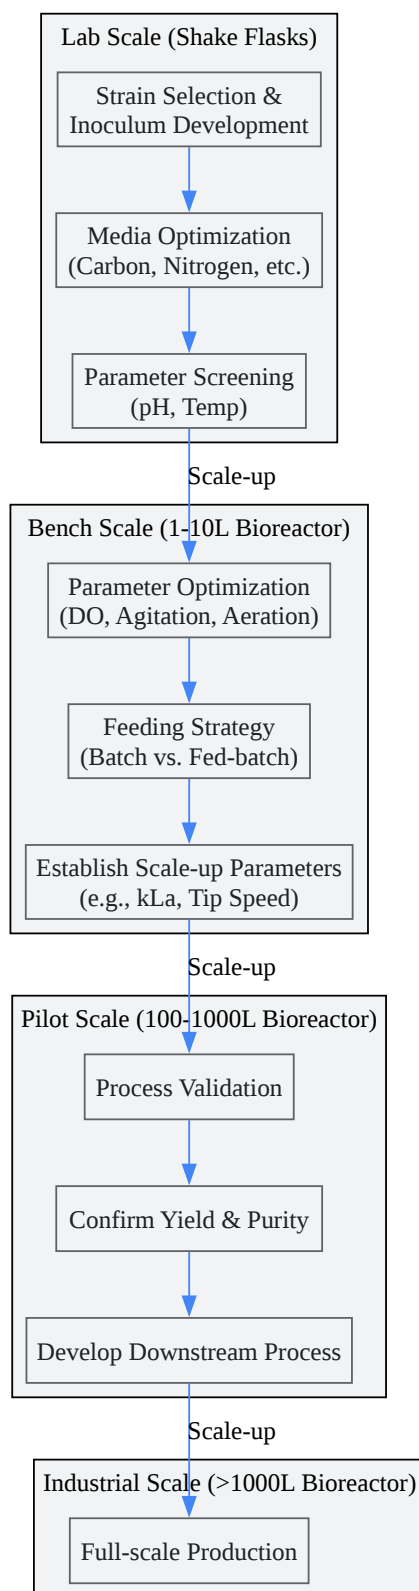 Lab Scale (Shake Flasks)
Strain Selection &
Inoculum Development
Media Optimization
(Carbon, Nitrogen, etc.)
Parameter Screening
(pH, Temp)
Scale-up
Bench Scale (1-10L Bioreactor)
Parameter Optimization
(DO, Agitation, Aeration)
Feeding Strategy
(Batch vs. Fed-batch)
Establish Scale-up Parameters
(e.g., kLa, Tip Speed)
Scale-up
Pilot Scale (100-1000L Bioreactor)
Process Validation
Confirm Yield & Purity
Develop Downstream Process
Scale-up
Industrial Scale (>1000L Bioreactor)
Full-scale Production